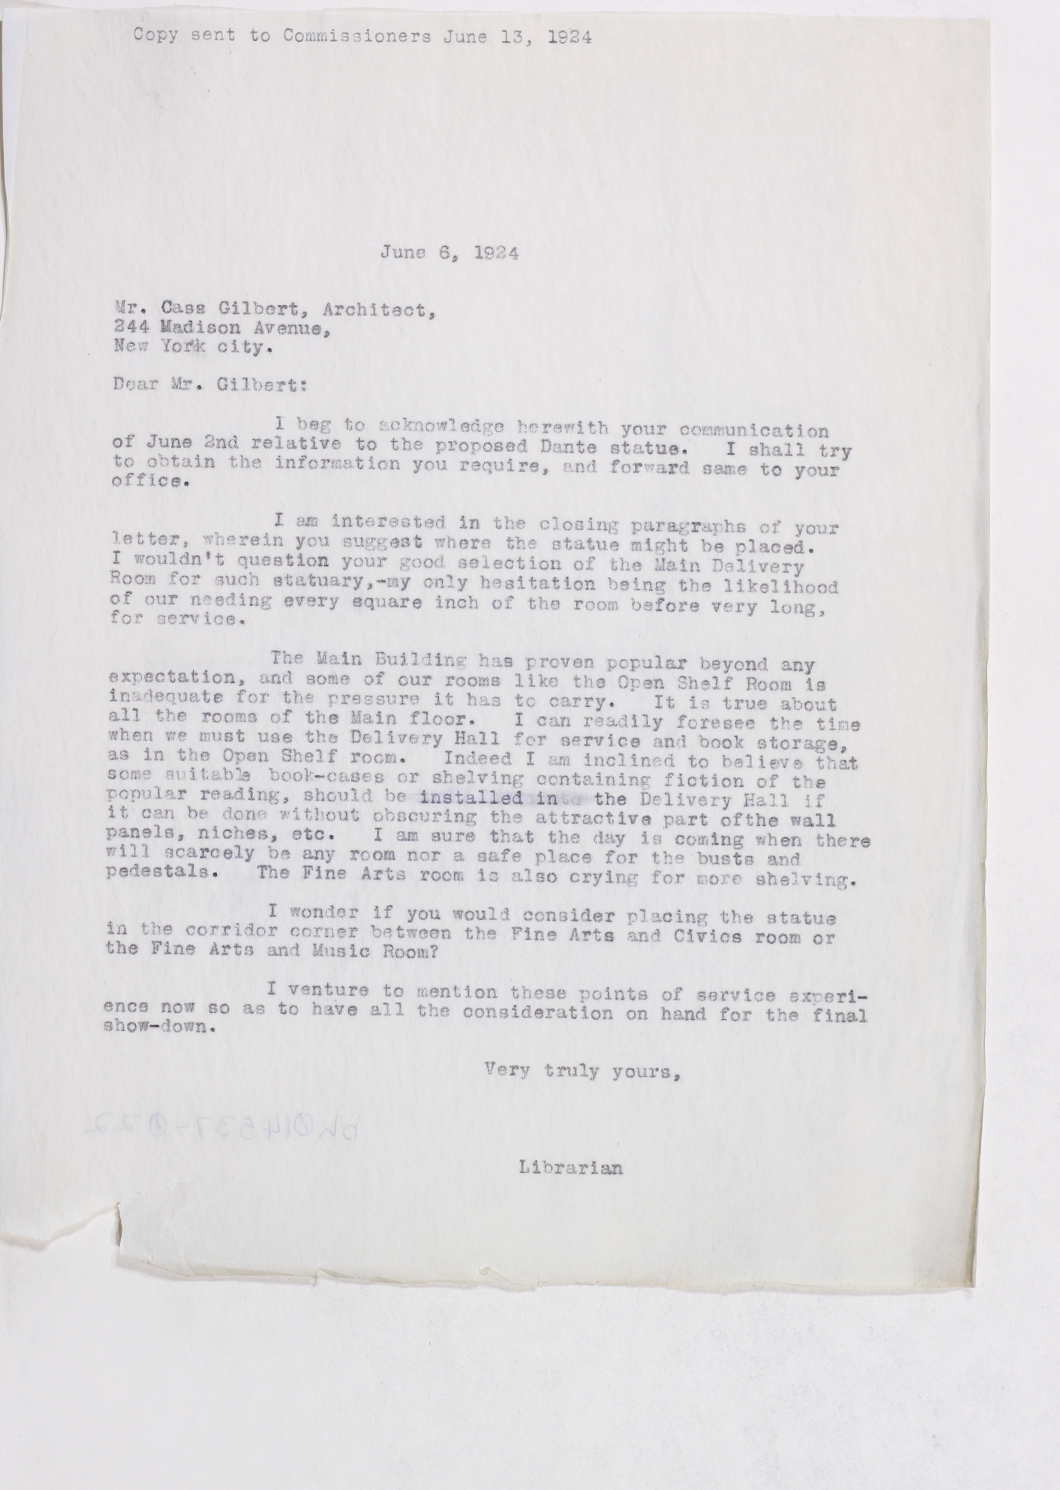 Copy sent to Commissioners June 13, 1924
June 6, 1924
Mr. Cass Gilbert, Architect,
244 Madison Avenue,
New York city.
Dear Mr. Gilbert:
I beg to acknowledge herewith your communication
of June 2nd relative to the proposed Dante statue. I shall try
to obtain the information you require, and forward same to your
office.
I am interested in the closing paragraphs of your
letter, wherein you suggest where the statue might be placed.
I wouldn't question your good selection of the Main Delivery
Room for such statuary,-my only hesitation being the likelihood
of our needing every square inch of the room before very long,
for service.
The Main Building has proven popular beyond any
expectation, and some of our rooms like the Open Shelf Room is
inadequate for the pressure it has to carry. It is true about
all the rooms of the Main floor. I can readily foresee the time
when we must use the Delivery Hall for service and book storage,
as in the Open Shelf room. Indeed I am inclined to believe that
some suitable book-cases or shelving containing fiction of the
popular reading, should be installed in the Delivery Hall if
it can be done without obscuring the attractive part ofthe wall
panels, niches, etc. I am sure that the day is coming when there
will scarcely be any room nor a safe place for the busts and
pedestals. The Fine Arts room is also crying for more shelving.
I wonder if you would consider placing the statue
in the corridor corner between the Fine Arts and Civics room or
the Fine Arts and Music Room?
I venture to mention these points of service experi-
ence now so as to have all the consideration on hand for the final
show-down.
Very truly yours,
Librarian